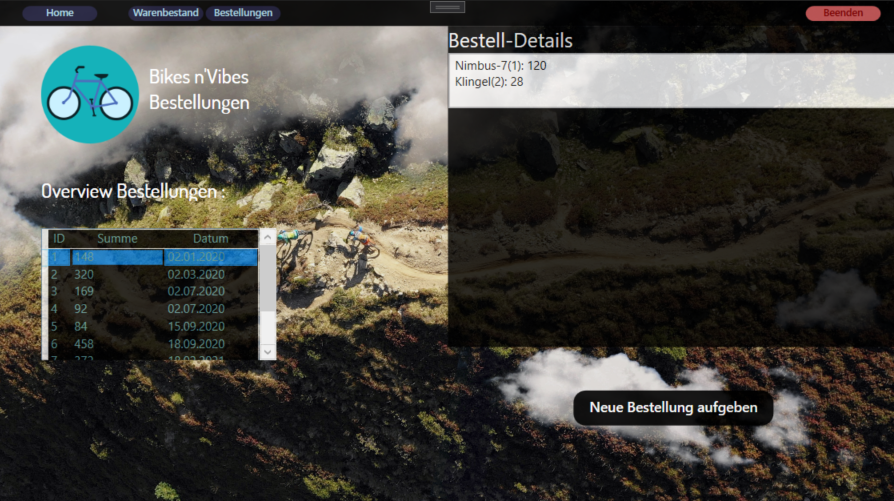 Home Warenbestand Bestellungen Beenden
Bikes n'Vibes
Bestellungen
Overview Bestellungen :
ID Summe Datum
1 148 02.01.2020
2 320 02.03.2020
3 169 02.07.2020
4 92 02.07.2020
5 84 15.09.2020
6 458 18.09.2020
Bestell-Details
Nimbus-7(1): 120
Klingel(2): 28
Neue Bestellung aufgeben